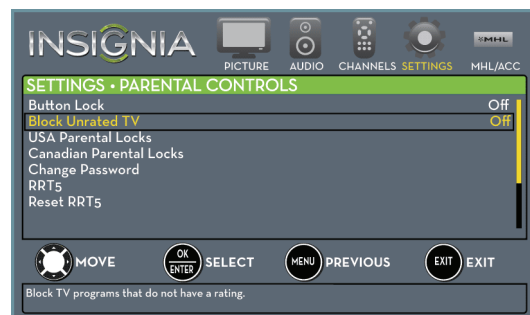 INSIGNIA
PICTURE AUDIO CHANNELS SETTINGS MHL/ACC
MHL
SETTINGS • PARENTAL CONTROLS
Button Lock Off
Block Unrated TV Off
USA Parental Locks
Canadian Parental Locks
Change Password
RRT5
Reset RRT5
MOVE OK ENTER SELECT MENU PREVIOUS EXIT EXIT
Block TV programs that do not have a rating.